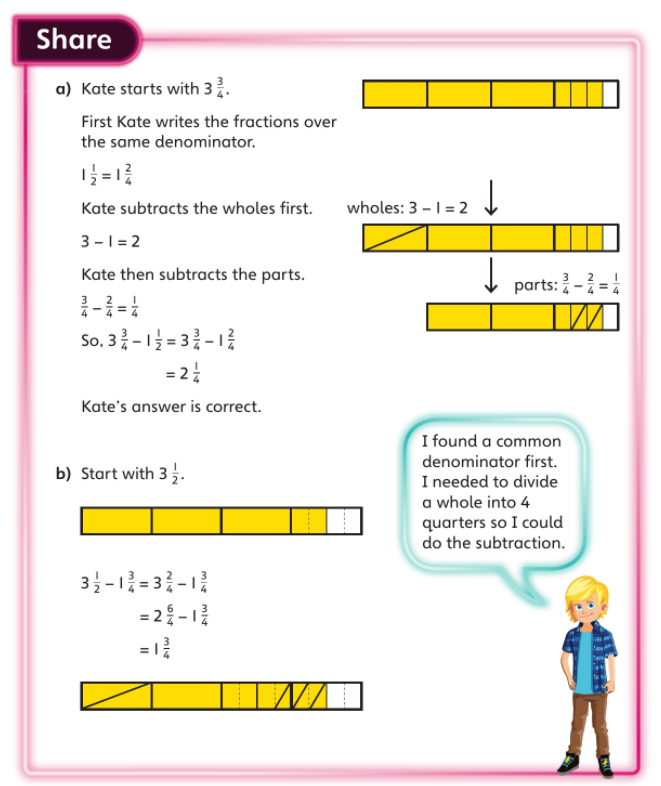 Share
a) Kate starts with 3 3/4.
First Kate writes the fractions over
the same denominator.
1 1/2 = 1 2/4
Kate subtracts the wholes first.
wholes: 3 – 1 = 2
3 – 1 = 2
Kate then subtracts the parts.
parts: 3/4 – 2/4 = 1/4
3/4 – 2/4 = 1/4
So, 3 3/4 – 1 1/2 = 3 3/4 – 1 2/4
= 2 1/4
Kate's answer is correct.
I found a common
denominator first.
I needed to divide
a whole into 4
quarters so I could
do the subtraction.
b) Start with 3 1/2.
3 1/2 – 1 3/4 = 3 2/4 – 1 3/4
= 2 6/4 – 1 3/4
= 1 3/4